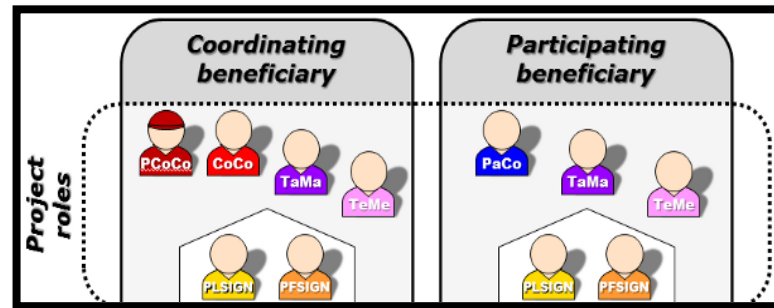 Coordinating
beneficiary
Participating
beneficiary
Project
roles
PCoCo
CoCo
TaMa
TeMe
PaCo
TaMa
TeMe
PLSIGN
PFSIGN
PLSIGN
PFSIGN